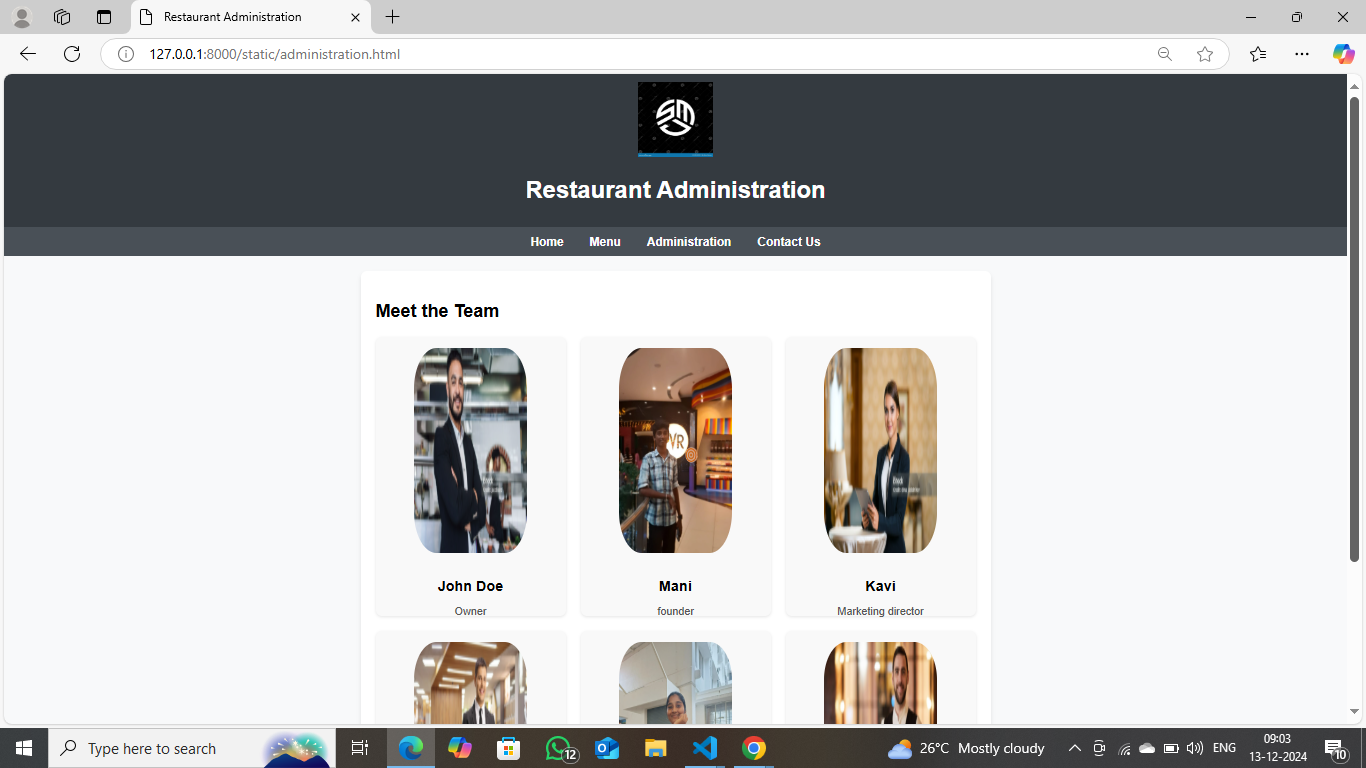 Restaurant Administration
127.0.0.1:8000/static/administration.html
SMS
Restaurant Administration
Home Menu Administration Contact Us
Meet the Team
VR
John Doe Mani Kavi
Owner founder Marketing director
Type here to search
12
26°C Mostly cloudy
ENG
09:03
13-12-2024
10